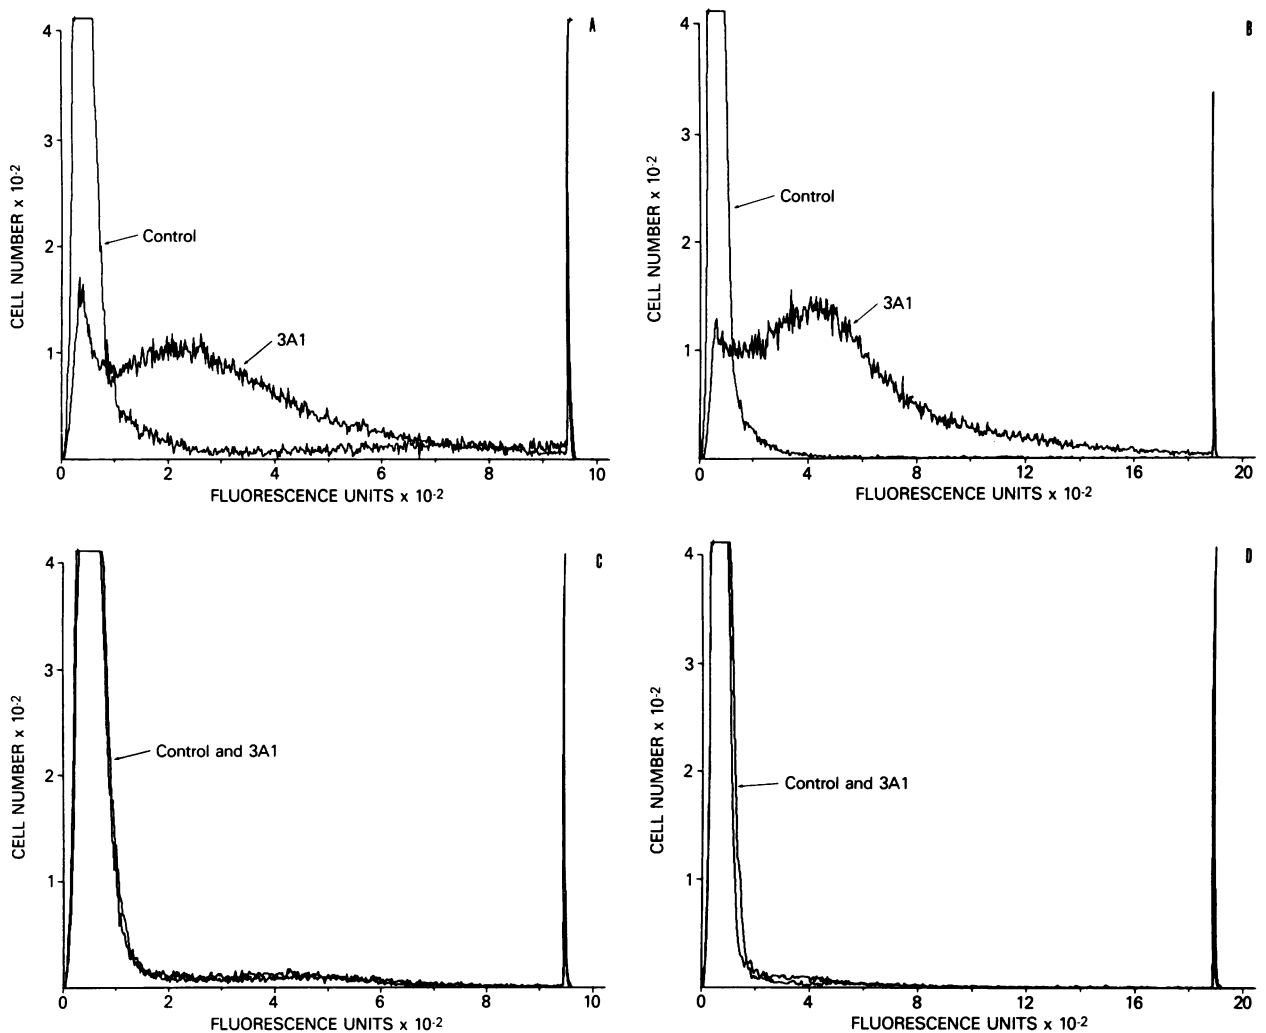 A
4
3
2
1
CELL NUMBER x 10-2
Control
3A1
0 2 4 6 8 10
FLUORESCENCE UNITS x 10-2
B
4
3
2
1
CELL NUMBER x 10-2
Control
3A1
0 4 8 12 16 20
FLUORESCENCE UNITS x 10-2
C
4
3
2
1
CELL NUMBER x 10-2
Control and 3A1
0 2 4 6 8 10
FLUORESCENCE UNITS x 10-2
D
4
3
2
1
CELL NUMBER x 10-2
Control and 3A1
0 4 8 12 16 20
FLUORESCENCE UNITS x 10-2